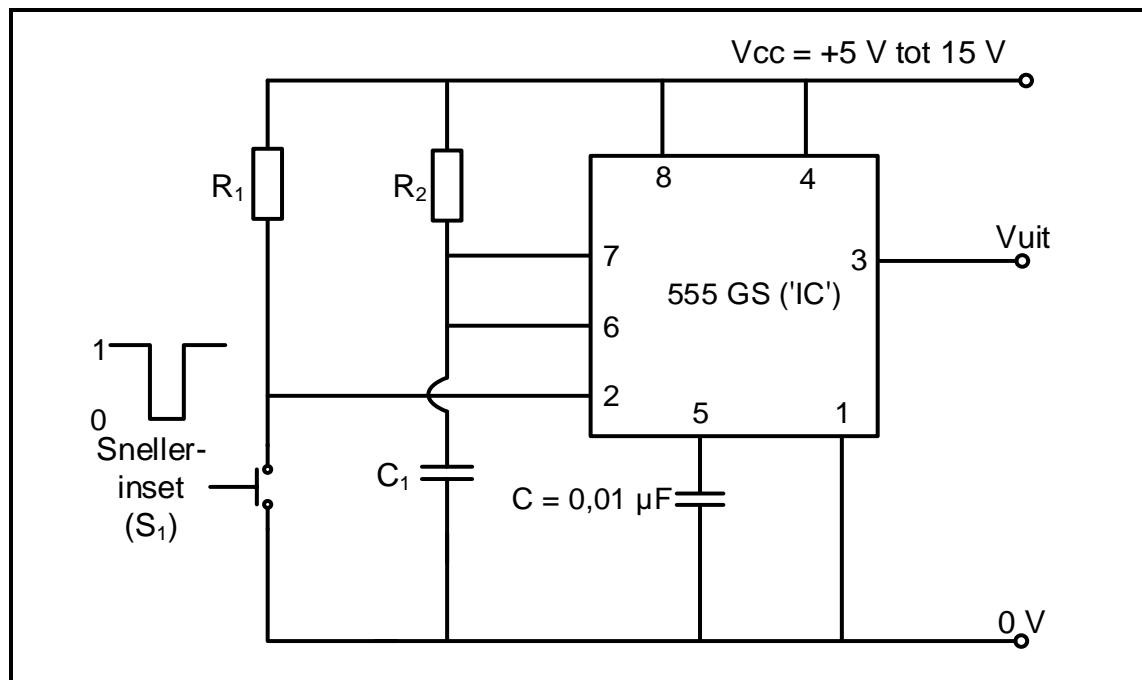 Vcc = +5 V tot 15 V
R₁
R₂
8
4
7
3
Vuit
555 GS ('IC')
6
1
0
2
5
1
Sneller-
inset
(S₁)
C₁
C = 0,01 µF
0 V